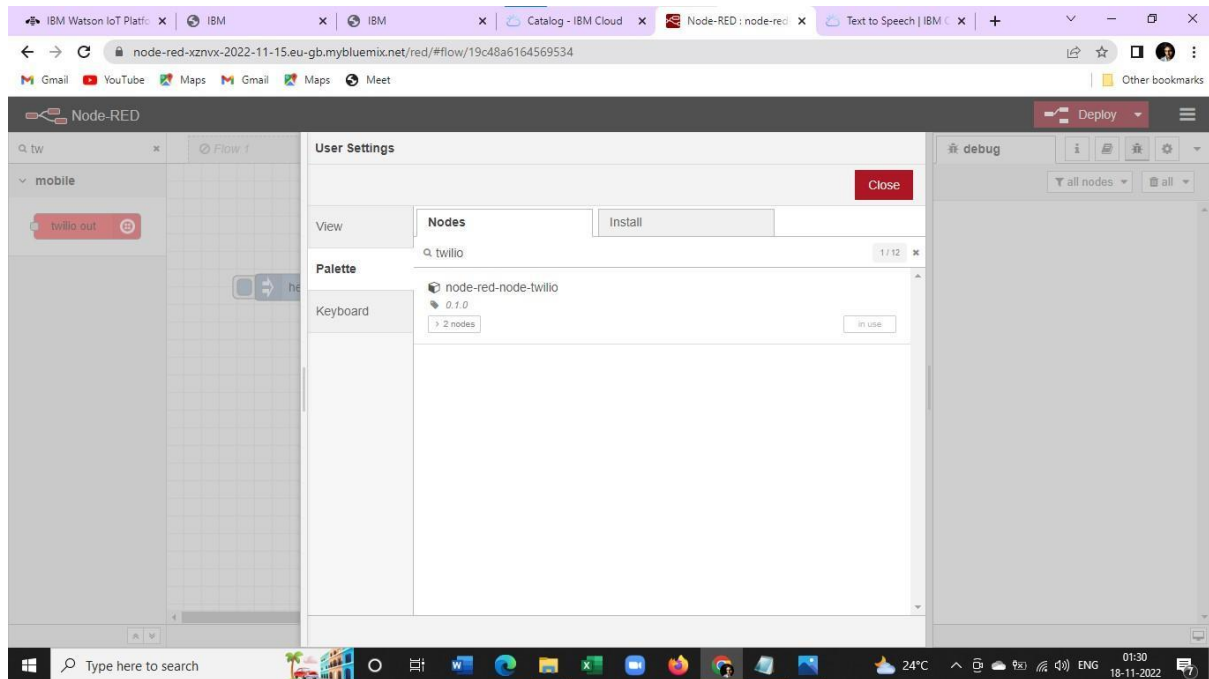 IBM Watson IoT Platfo
IBM
IBM
Catalog - IBM Cloud
Node-RED : node-red
Text to Speech | IBM C
node-red-xznvx-2022-11-15.eu-gb.mybluemix.net/red/#flow/19c48a6164569534
Gmail YouTube Maps Gmail Maps Meet Other bookmarks
Node-RED Deploy
tw Flow 1 User Settings debug i
all nodes all
mobile Close
twilio out View Nodes Install
twilio 1 / 12
Palette
he node-red-node-twilio
Keyboard 0.1.0
2 nodes in use
Type here to search 24°C ENG 01:30
18-11-2022
7